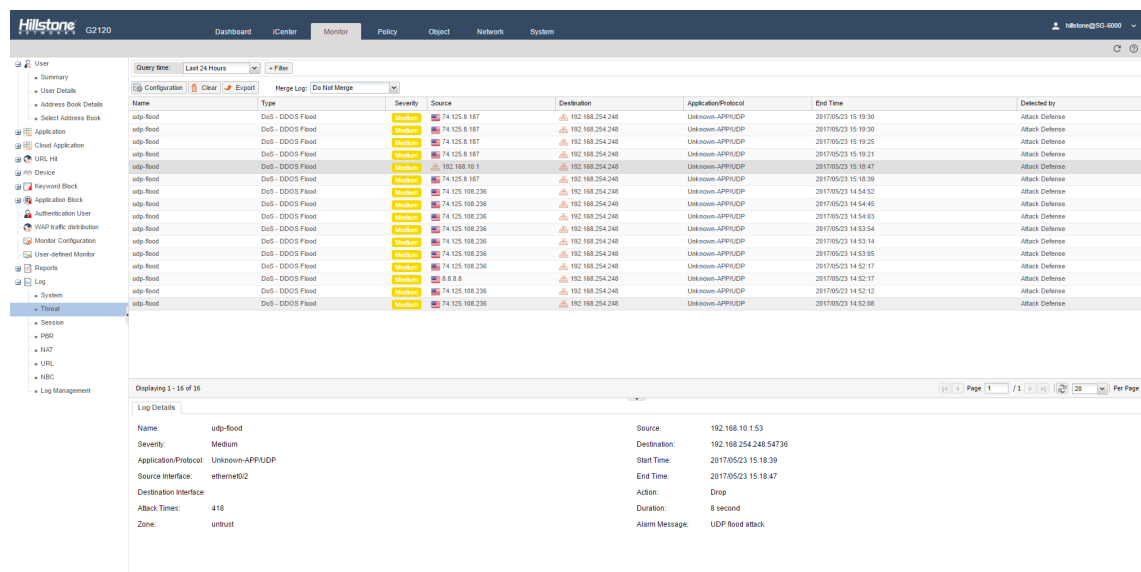 Hillstone NETWORKS G2120 Dashboard iCenter Monitor Policy Object Network System hillstone@SG-6000
User
Summary
User Details
Address Book Details
Select Address Book
Application
Cloud Application
URL Hit
Device
Keyword Block
Application Block
Authentication User
WAP traffic distribution
Monitor Configuration
User-defined Monitor
Reports
Log
System
Threat
Session
PBR
NAT
URL
NBC
Log Management
Query time: Last 24 Hours + Filter
Configuration Clear Export Merge Log: Do Not Merge
Name Type Severity Source Destination Application/Protocol End Time Detected by
udp-flood DoS - DDOS Flood Medium 74.125.8.187 192.168.254.248 Unknown-APP/UDP 2017/05/23 15:19:30 Attack Defense
udp-flood DoS - DDOS Flood Medium 74.125.8.187 192.168.254.248 Unknown-APP/UDP 2017/05/23 15:19:30 Attack Defense
udp-flood DoS - DDOS Flood Medium 74.125.8.187 192.168.254.248 Unknown-APP/UDP 2017/05/23 15:19:25 Attack Defense
udp-flood DoS - DDOS Flood Medium 74.125.8.187 192.168.254.248 Unknown-APP/UDP 2017/05/23 15:19:21 Attack Defense
udp-flood DoS - DDOS Flood Medium 192.168.10.1 192.168.254.248 Unknown-APP/UDP 2017/05/23 15:18:47 Attack Defense
udp-flood DoS - DDOS Flood Medium 74.125.8.187 192.168.254.248 Unknown-APP/UDP 2017/05/23 15:18:39 Attack Defense
udp-flood DoS - DDOS Flood Medium 74.125.108.236 192.168.254.248 Unknown-APP/UDP 2017/05/23 14:54:52 Attack Defense
udp-flood DoS - DDOS Flood Medium 74.125.108.236 192.168.254.248 Unknown-APP/UDP 2017/05/23 14:54:45 Attack Defense
udp-flood DoS - DDOS Flood Medium 74.125.108.236 192.168.254.248 Unknown-APP/UDP 2017/05/23 14:54:03 Attack Defense
udp-flood DoS - DDOS Flood Medium 74.125.108.236 192.168.254.248 Unknown-APP/UDP 2017/05/23 14:53:54 Attack Defense
udp-flood DoS - DDOS Flood Medium 74.125.108.236 192.168.254.248 Unknown-APP/UDP 2017/05/23 14:53:14 Attack Defense
udp-flood DoS - DDOS Flood Medium 74.125.108.236 192.168.254.248 Unknown-APP/UDP 2017/05/23 14:53:05 Attack Defense
udp-flood DoS - DDOS Flood Medium 74.125.108.236 192.168.254.248 Unknown-APP/UDP 2017/05/23 14:52:17 Attack Defense
udp-flood DoS - DDOS Flood Medium 8.8.8.8 192.168.254.248 Unknown-APP/UDP 2017/05/23 14:52:17 Attack Defense
udp-flood DoS - DDOS Flood Medium 74.125.108.236 192.168.254.248 Unknown-APP/UDP 2017/05/23 14:52:12 Attack Defense
udp-flood DoS - DDOS Flood Medium 74.125.108.236 192.168.254.248 Unknown-APP/UDP 2017/05/23 14:52:08 Attack Defense
Displaying 1 - 16 of 16 Page 1 / 1 20 Per Page
Log Details
Name: udp-flood Source: 192.168.10.1:53
Severity: Medium Destination: 192.168.254.248:54736
Application/Protocol: Unknown-APP/UDP Start Time: 2017/05/23 15:18:39
Source Interface: ethernet0/2 End Time: 2017/05/23 15:18:47
Destination Interface: Action: Drop
Attack Times: 418 Duration: 8 second
Zone: untrust Alarm Message: UDP flood attack